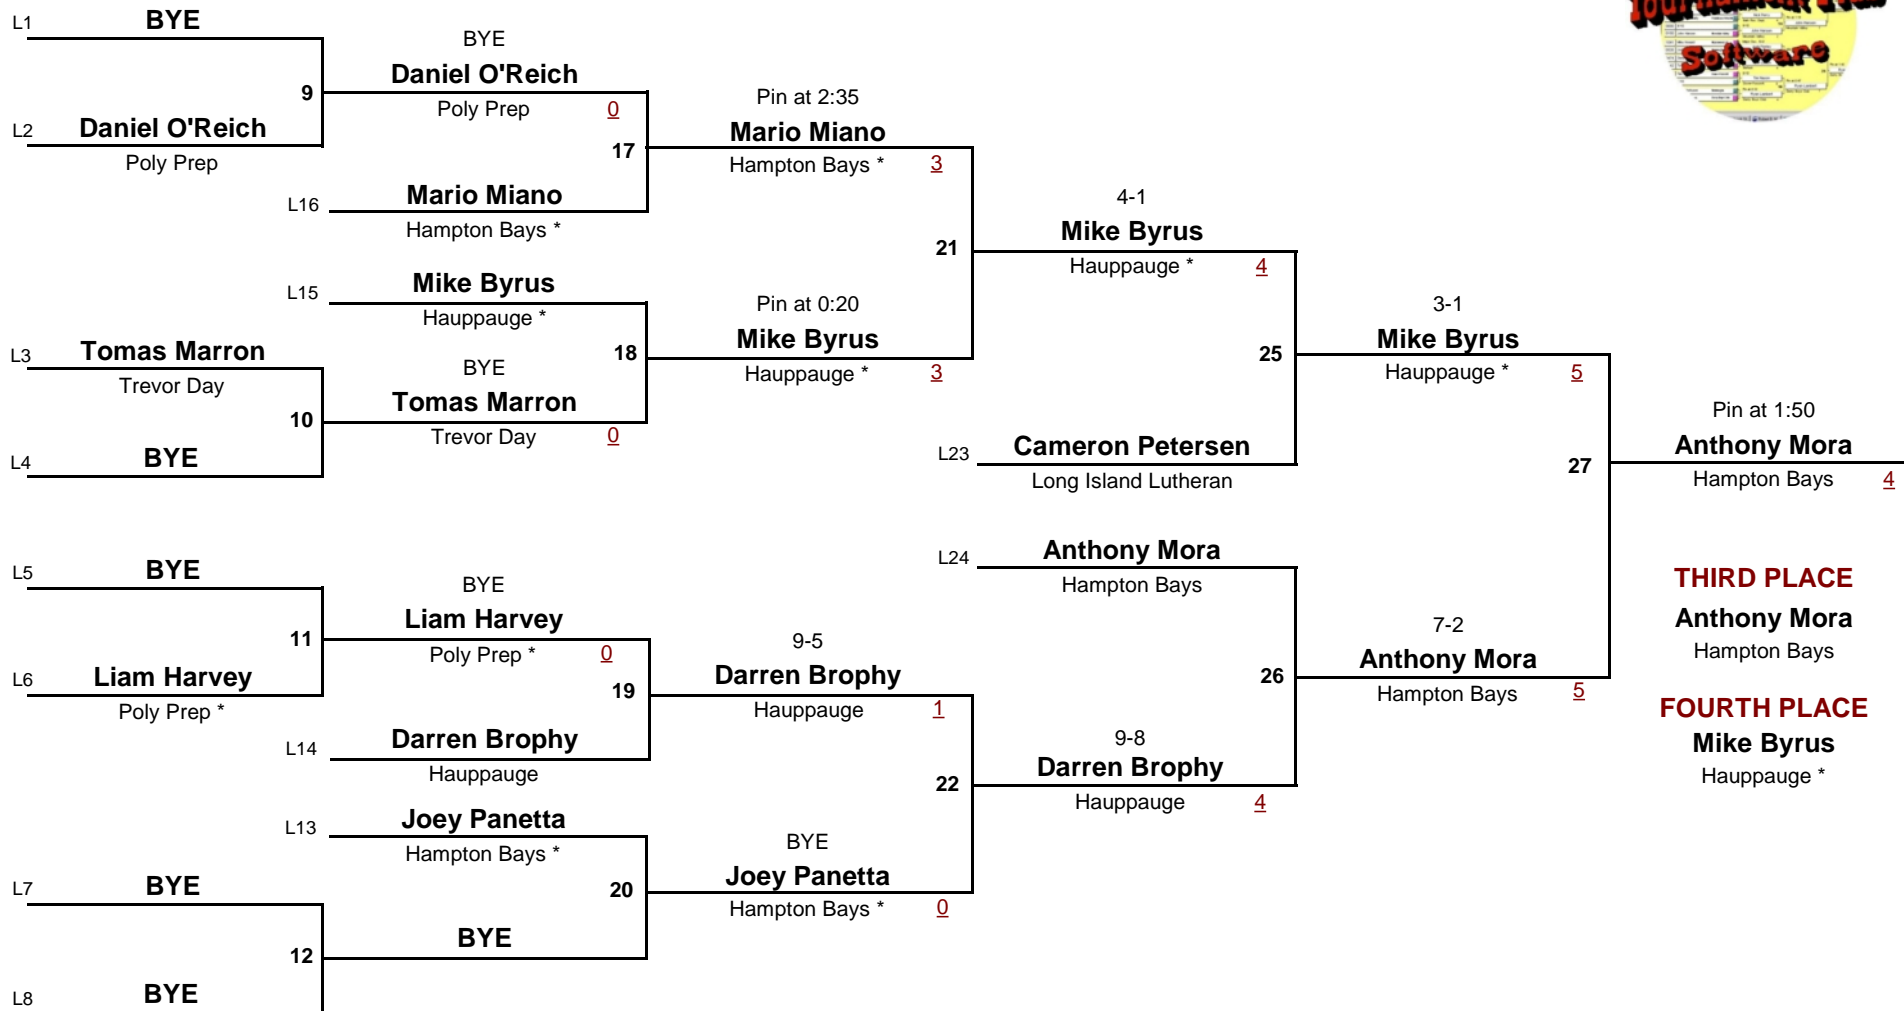 L1 BYE
9
L2 Daniel O'Reich
Poly Prep
BYE
Daniel O'Reich
Poly Prep 0
17
L16 Mario Miano
Hampton Bays *
Pin at 2:35
Mario Miano
Hampton Bays * 3
21
L15 Mike Byrus
Hauppauge *
18
L3 Tomas Marron
Trevor Day
10
L4 BYE
BYE
Tomas Marron
Trevor Day 0
Pin at 0:20
Mike Byrus
Hauppauge * 3
4-1
Mike Byrus
Hauppauge * 4
25
L23 Cameron Petersen
Long Island Lutheran
3-1
Mike Byrus
Hauppauge * 5
27
L5 BYE
11
L6 Liam Harvey
Poly Prep *
BYE
Liam Harvey
Poly Prep * 0
19
L14 Darren Brophy
Hauppauge
9-5
Darren Brophy
Hauppauge 1
22
L13 Joey Panetta
Hampton Bays *
20
L7 BYE
12
L8 BYE
BYE
BYE
Joey Panetta
Hampton Bays * 0
L24 Anthony Mora
Hampton Bays
26
9-8
Darren Brophy
Hauppauge 4
7-2
Anthony Mora
Hampton Bays 5
Software
Pin at 1:50
Anthony Mora
Hampton Bays 4
THIRD PLACE
Anthony Mora
Hampton Bays
FOURTH PLACE
Mike Byrus
Hauppauge *